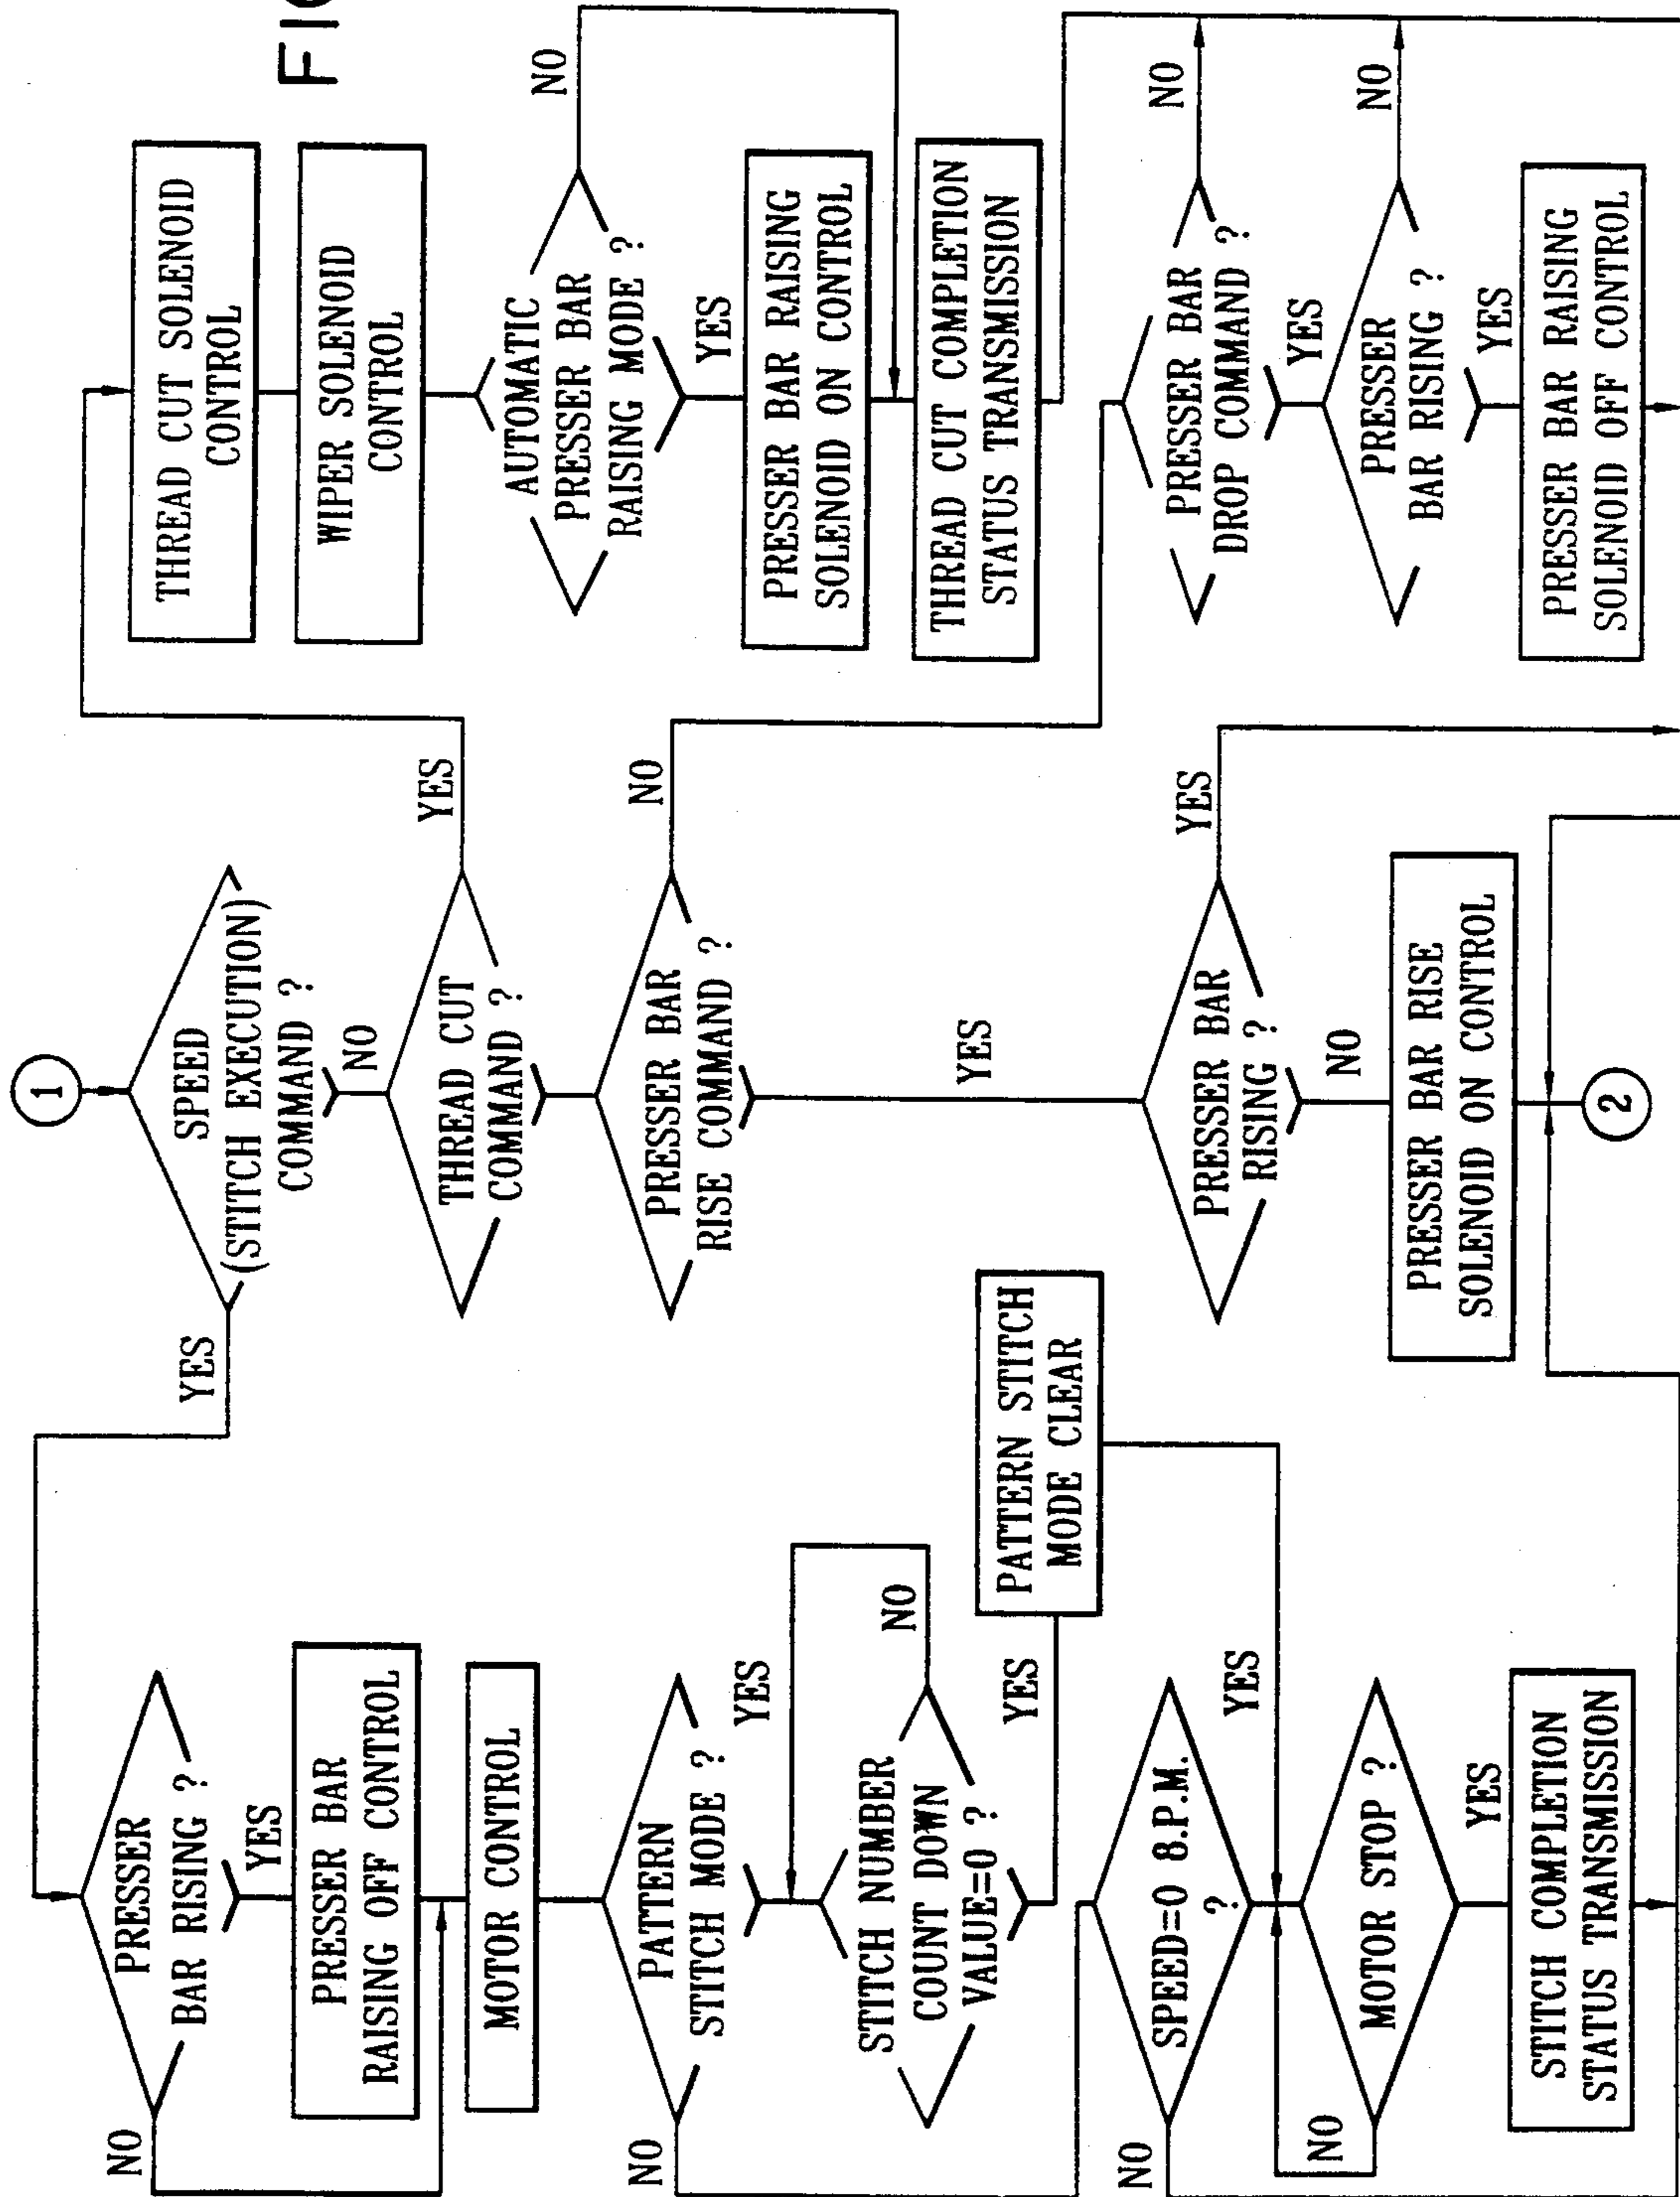 FIG
1
SPEED
(STITCH EXECUTION)
COMMAND ?
YES
NO
PRESSER
BAR RISING ?
NO
YES
PRESSER BAR
RAISING OFF CONTROL
MOTOR CONTROL
PATTERN
STITCH MODE ?
NO
YES
STITCH NUMBER
COUNT DOWN
VALUE=0 ?
NO
YES
PATTERN STITCH
MODE CLEAR
SPEED=0 8.P.M.
?
NO
YES
MOTOR STOP ?
NO
YES
STITCH COMPLETION
STATUS TRANSMISSION
THREAD CUT
COMMAND ?
YES
PRESSER BAR
RISE COMMAND ?
NO
YES
PRESSER BAR
RISING ?
YES
NO
PRESSER BAR RISE
SOLENOID ON CONTROL
2
THREAD CUT SOLENOID
CONTROL
WIPER SOLENOID
CONTROL
AUTOMATIC
PRESSER BAR
RAISING MODE ?
NO
YES
PRESSER BAR RAISING
SOLENOID ON CONTROL
THREAD CUT COMPLETION
STATUS TRANSMISSION
PRESSER BAR
DROP COMMAND ?
NO
YES
PRESSER
BAR RISING ?
NO
YES
PRESSER BAR RAISING
SOLENOID OFF CONTROL